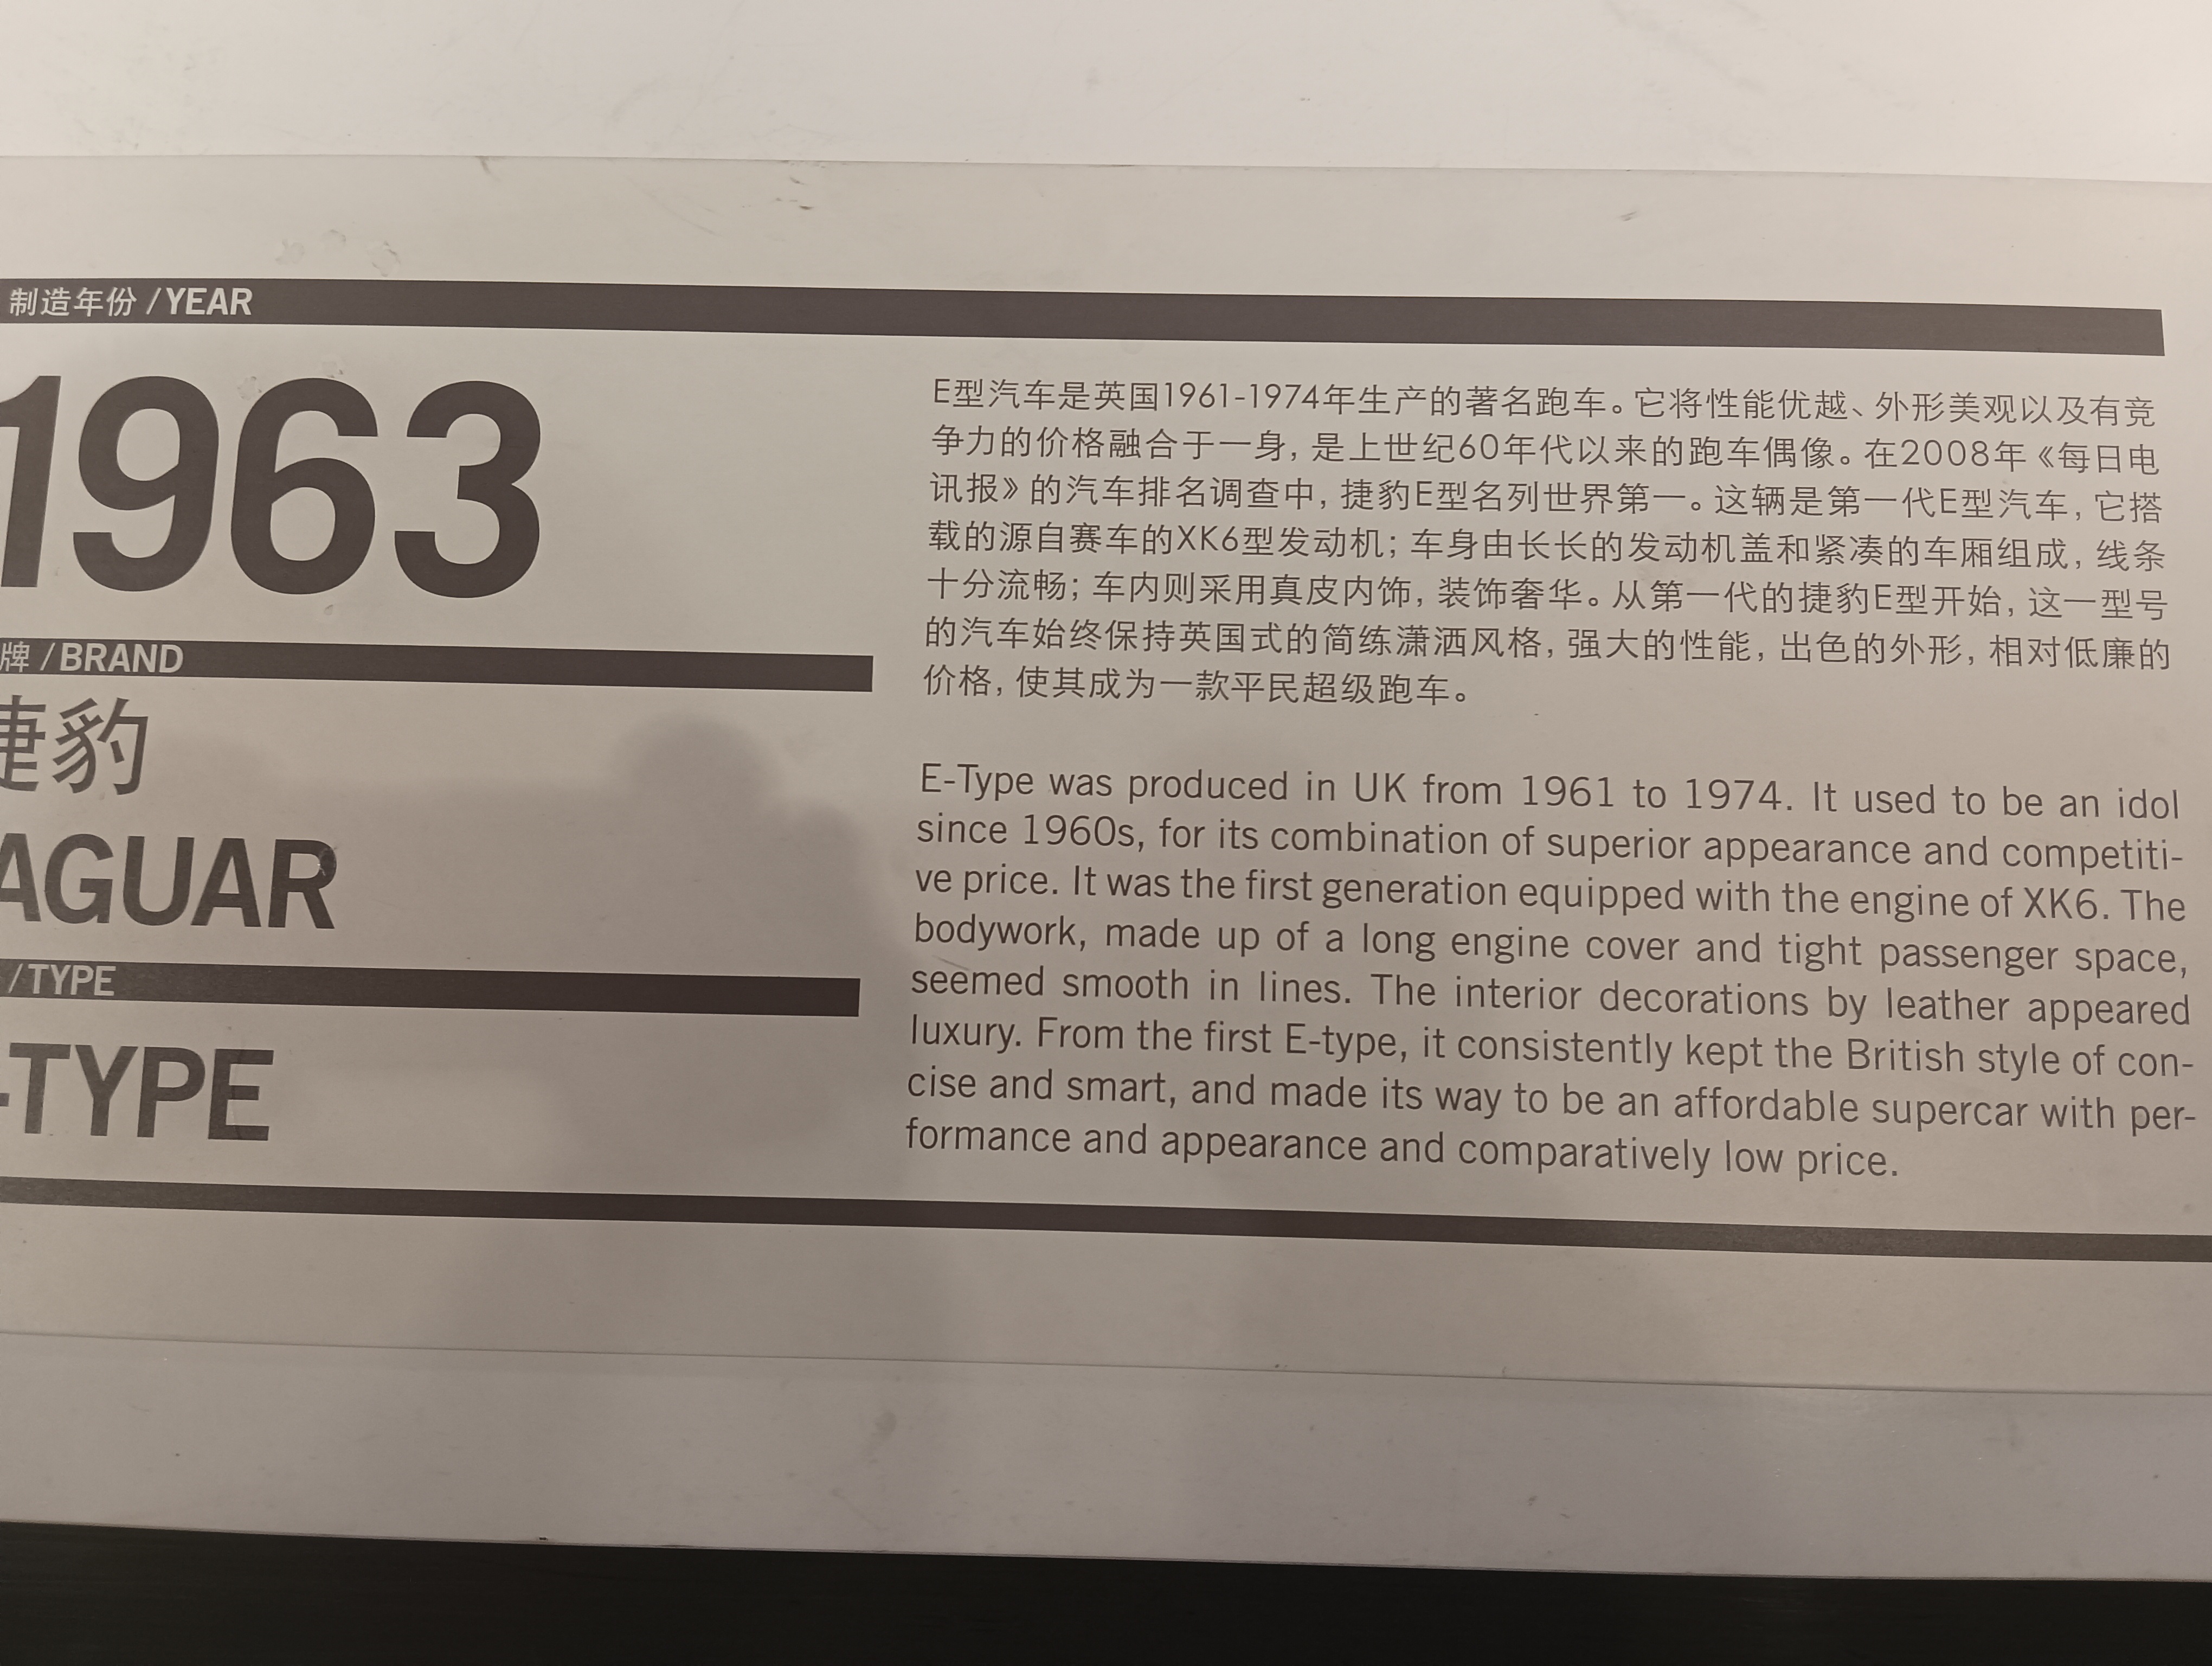 制造年份 / YEAR
1963
牌 / BRAND
捷豹
AGUAR
/ TYPE
-TYPE
E型汽车是英国1961-1974年生产的著名跑车。它将性能优越、外形美观以及有竞
争力的价格融合于一身，是上世纪60年代以来的跑车偶像。在2008年《每日电
讯报》的汽车排名调查中，捷豹E型名列世界第一。这辆是第一代E型汽车，它搭
载的源自赛车的XK6型发动机；车身由长长的发动机盖和紧凑的车厢组成，线条
十分流畅；车内则采用真皮内饰，装饰奢华。从第一代的捷豹E型开始，这一型号
的汽车始终保持英国式的简练潇洒风格，强大的性能，出色的外形，相对低廉的
价格，使其成为一款平民超级跑车。
E-Type was produced in UK from 1961 to 1974. It used to be an idol
since 1960s, for its combination of superior appearance and competiti-
ve price. It was the first generation equipped with the engine of XK6. The
bodywork, made up of a long engine cover and tight passenger space,
seemed smooth in lines. The interior decorations by leather appeared
luxury. From the first E-type, it consistently kept the British style of con-
cise and smart, and made its way to be an affordable supercar with per-
formance and appearance and comparatively low price.